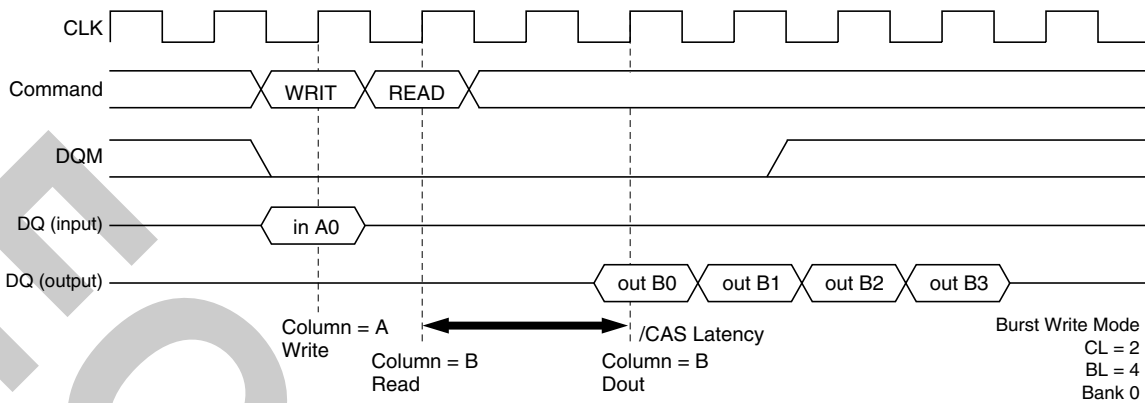 CLK
Command
WRIT
READ
DQM
DQ (input)
in A0
DQ (output)
out B0
out B1
out B2
out B3
Column = A
Write
/CAS Latency
Column = B
Read
Column = B
Dout
Burst Write Mode
CL = 2
BL = 4
Bank 0